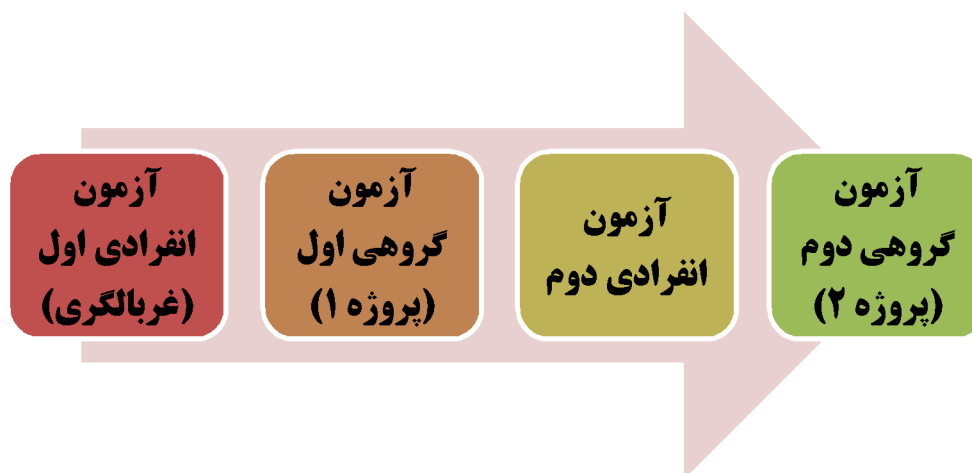 آزمون
انفرادی اول
(غربالگری)
آزمون
گروهی اول
(پروژه ۱)
آزمون
انفرادی دوم
آزمون
گروهی دوم
(پروژه ۲)